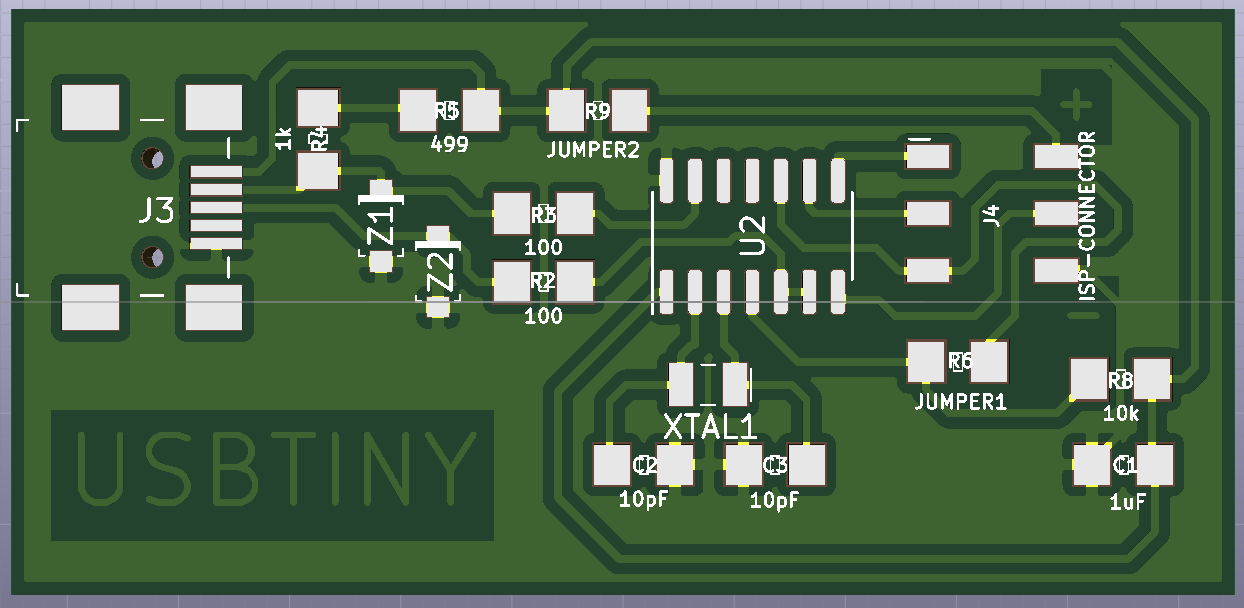 +
1k
R4
R5
499
R9
JUMPER2
J3
Z1
Z2
R3
100
R2
100
U2
J4
ISP-CONNECTOR
-
R6
JUMPER1
R8
10k
XTAL1
C2
10pF
C3
10pF
C1
1uF
USBTINY